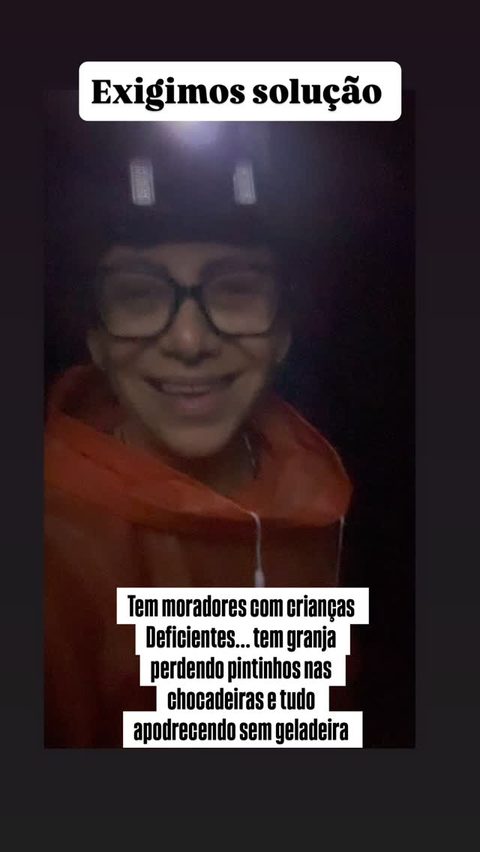 Exigimos solução
Tem moradores com crianças
Deficientes... tem granja
perdendo pintinhos nas
chocadeiras e tudo
apodrecendo sem geladeira